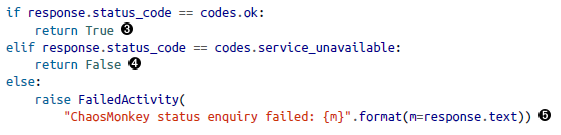 if response.status_code == codes.ok:
    return True ❸
elif response.status_code == codes.service_unavailable:
    return False ❹
else:
    raise FailedActivity(
        "ChaosMonkey status enquiry failed: {m}".format(m=response.text)) ❺